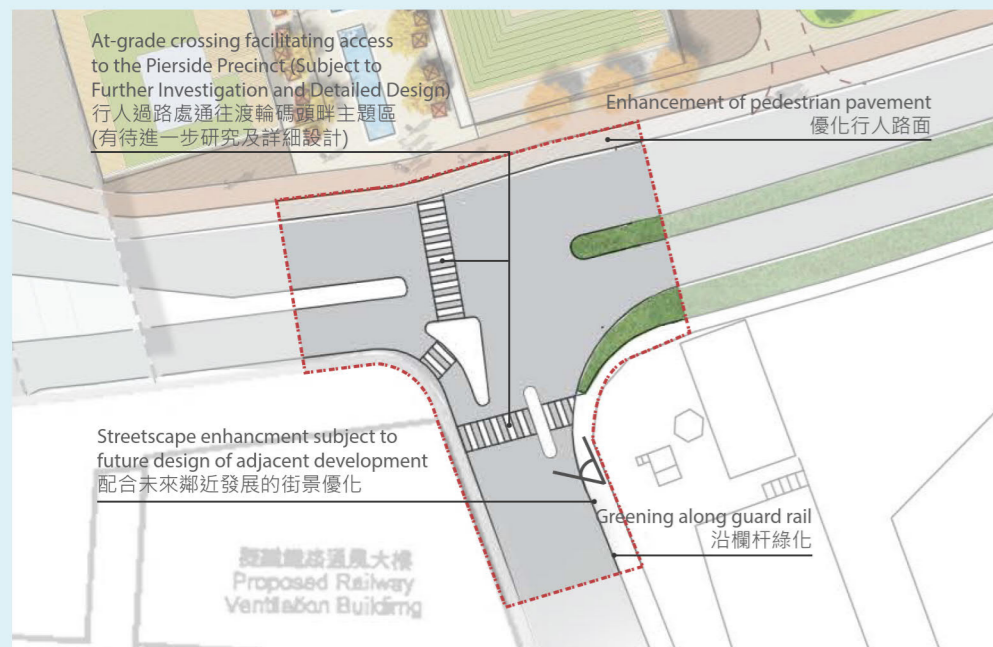 At-grade crossing facilitating access
to the Pierside Precinct (Subject to
Further Investigation and Detailed Design)
行人過路處通往渡輪碼頭畔主題區
(有待進一步研究及詳細設計)
Enhancement of pedestrian pavement
優化行人路面
Streetscape enhancment subject to
future design of adjacent development
配合未來鄰近發展的街景優化
Greening along guard rail
沿欄杆綠化
擬議鐵路通風大樓
Proposed Railway
Ventilation Building